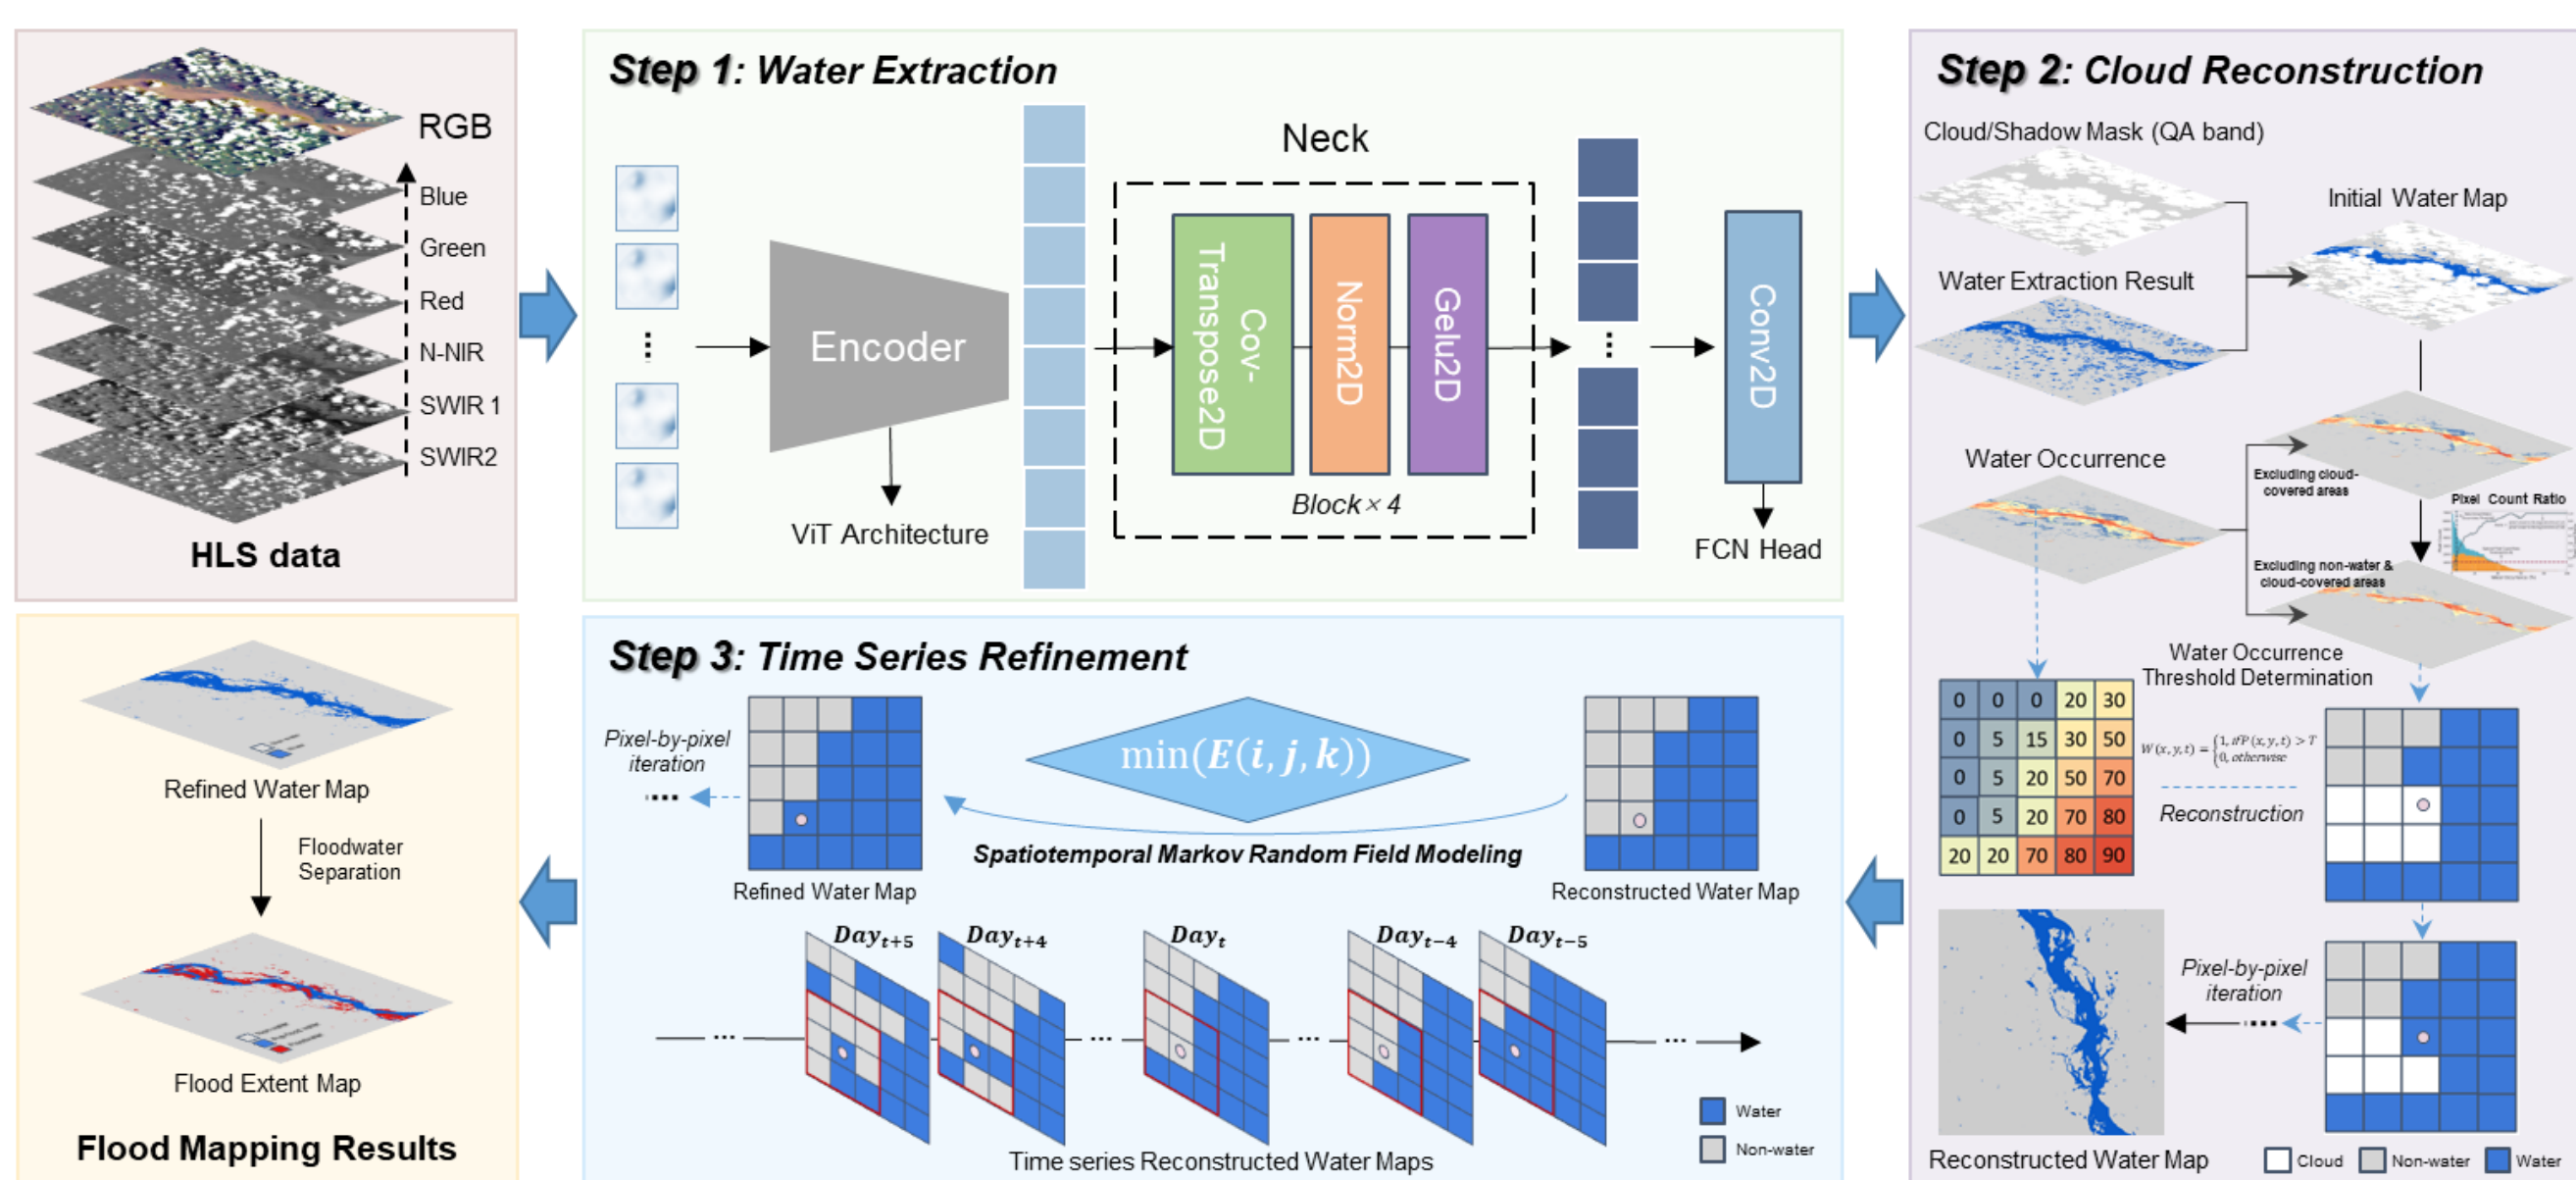 RGB
Blue
Green
Red
N-NIR
SWIR 1
SWIR2
HLS data
Step 1: Water Extraction
Neck
Encoder
ViT Architecture
Cov-
Transpose2D
Norm2D
Gelu2D
Block × 4
Conv2D
FCN Head
Step 2: Cloud Reconstruction
Cloud/Shadow Mask (QA band)
Initial Water Map
Water Extraction Result
Water Occurrence
Excluding cloud-
covered areas
Pixel Count Ratio
Excluding non-water &
cloud-covered areas
Water Occurrence
Threshold Determination
0 0 0 20 30
0 5 15 30 50
0 5 20 50 70
0 5 20 70 80
20 20 70 80 90
W(x,y,t) = {1, if P(x,y,t) > T
0, otherwise
Reconstruction
Pixel-by-pixel
iteration
...
Reconstructed Water Map
Cloud
Non-water
Water
Step 3: Time Series Refinement
Pixel-by-pixel
iteration
...
min(E(i, j, k))
Spatiotemporal Markov Random Field Modeling
Refined Water Map
Reconstructed Water Map
Day t+5
Day t+4
Day t
Day t−4
Day t−5
... ... ... ...
Water
Non-water
Time series Reconstructed Water Maps
Refined Water Map
Floodwater
Separation
Flood Extent Map
Flood Mapping Results